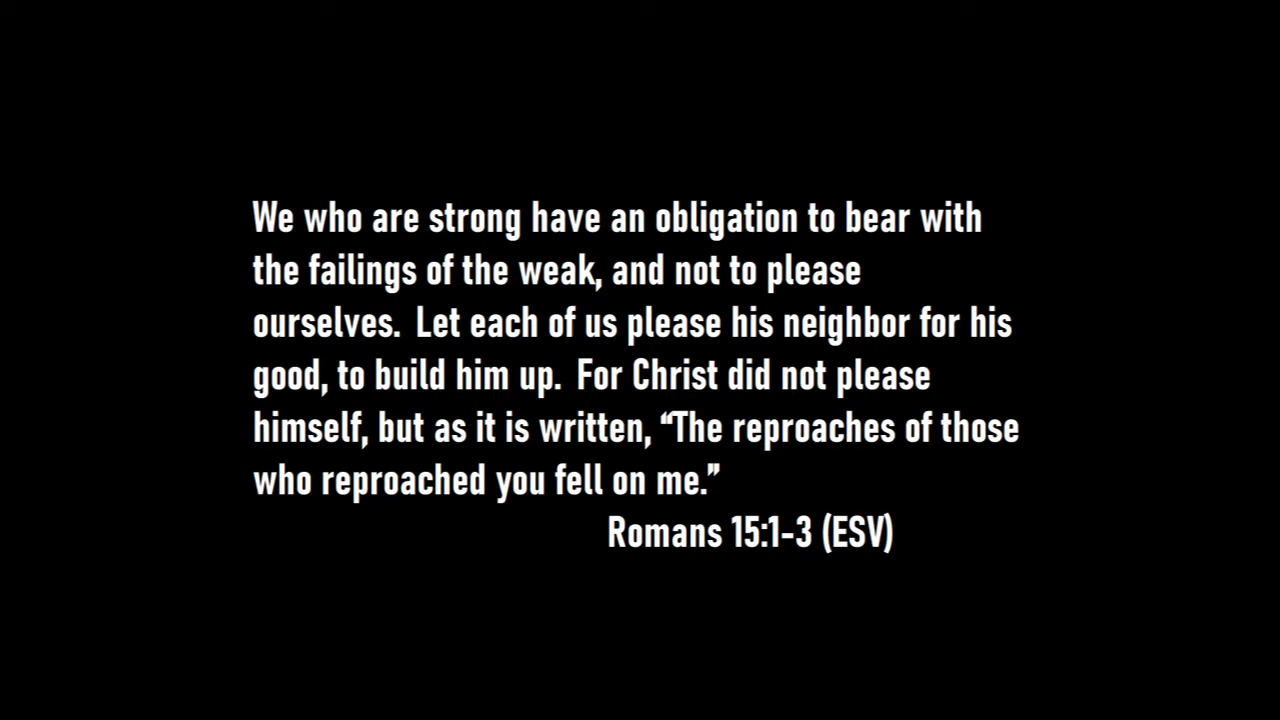 We who are strong have an obligation to bear with
the failings of the weak, and not to please
ourselves.  Let each of us please his neighbor for his
good, to build him up.  For Christ did not please
himself, but as it is written, “The reproaches of those
who reproached you fell on me.”
Romans 15:1-3 (ESV)